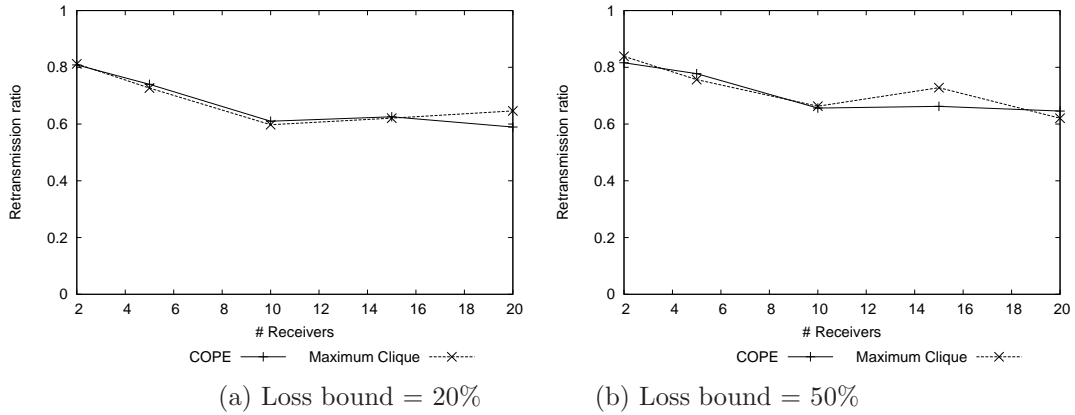 1
0.8
0.6
0.4
0.2
0
Retransmission ratio
2 4 6 8 10 12 14 16 18 20
# Receivers
COPE Maximum Clique
(a) Loss bound = 20%
1
0.8
0.6
0.4
0.2
0
Retransmission ratio
2 4 6 8 10 12 14 16 18 20
# Receivers
COPE Maximum Clique
(b) Loss bound = 50%